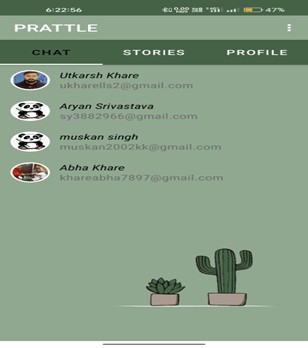 6:22:56
47%
PRATTLE
CHAT STORIES PROFILE
Utkarsh Khare
ukharells2@gmail.com
Aryan Srivastava
sy3882966@gmail.com
muskan singh
muskan2002kk@gmail.com
Abha Khare
khareabha7897@gmail.com